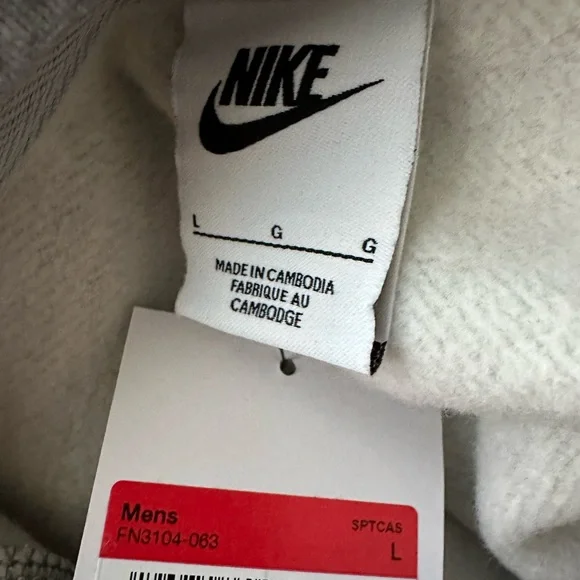 NIKE
L G G
MADE IN CAMBODIA
FABRIQUE AU
CAMBODGE
Mens
SPTCAS
FN3104-063
L